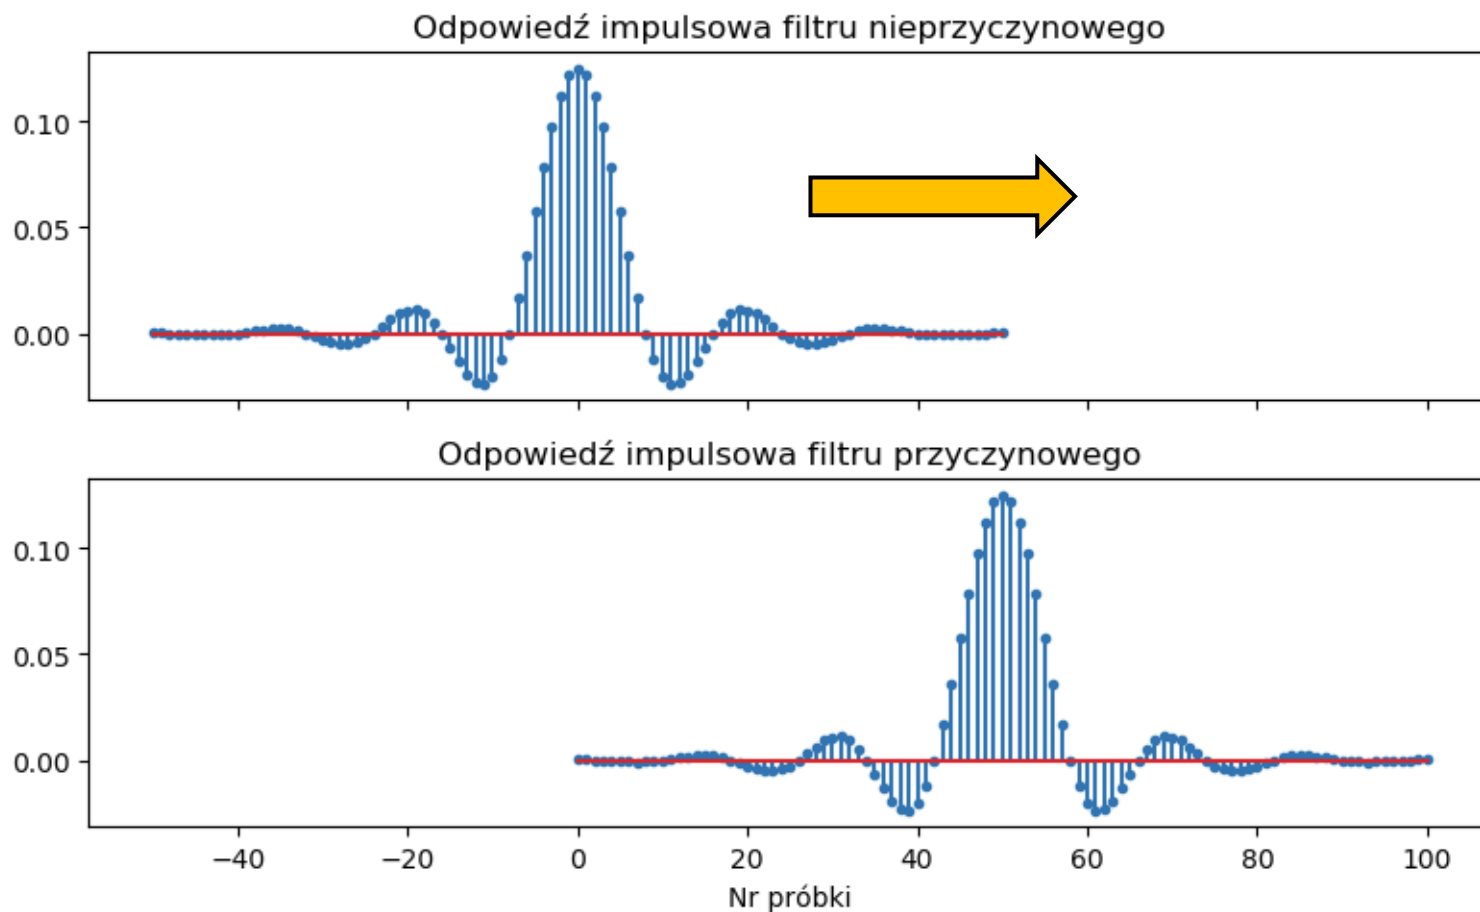 Odpowiedź impulsowa filtru nieprzyczynowego
0.10
0.05
0.00
Odpowiedź impulsowa filtru przyczynowego
0.10
0.05
0.00
−40 −20 0 20 40 60 80 100
Nr próbki